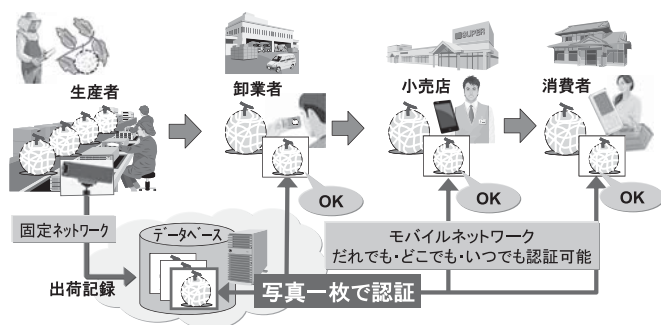 SUPER
生産者
卸業者
小売店
消費者
OK
OK
OK
固定ネットワーク
データベース
モバイルネットワーク
だれでも・どこでも・いつでも認証可能
出荷記録
写真一枚で認証